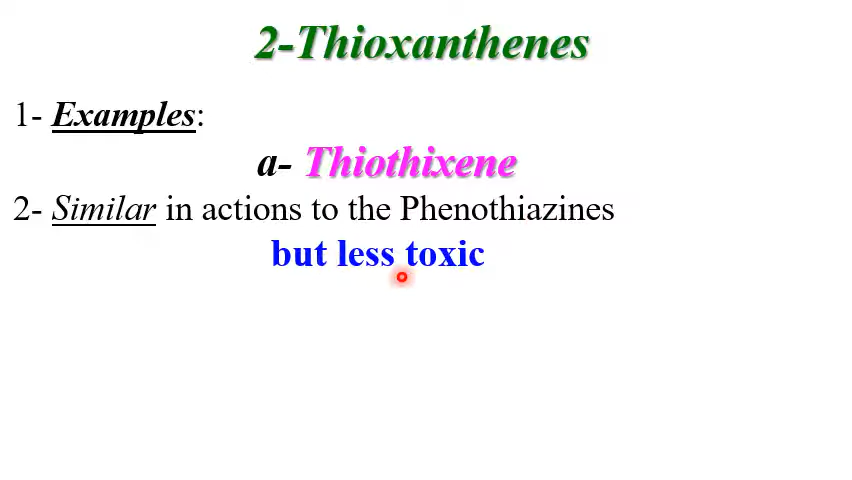 2-Thioxanthenes
1- Examples:
a- Thiothixene
2- Similar in actions to the Phenothiazines
but less toxic